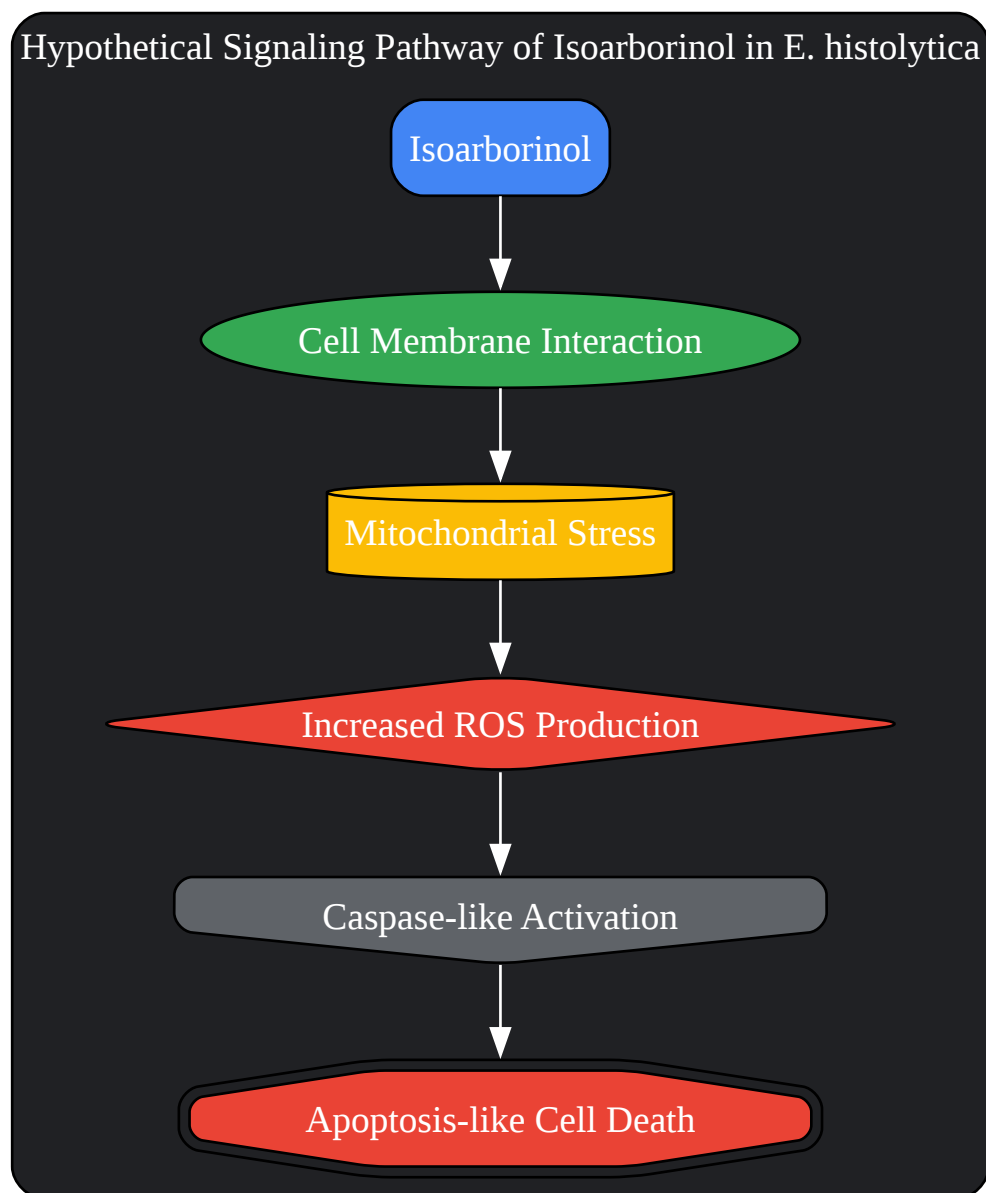 Hypothetical Signaling Pathway of Isoarborinol in E. histolytica
Isoarborinol
Cell Membrane Interaction
Mitochondrial Stress
Increased ROS Production
Caspase-like Activation
Apoptosis-like Cell Death